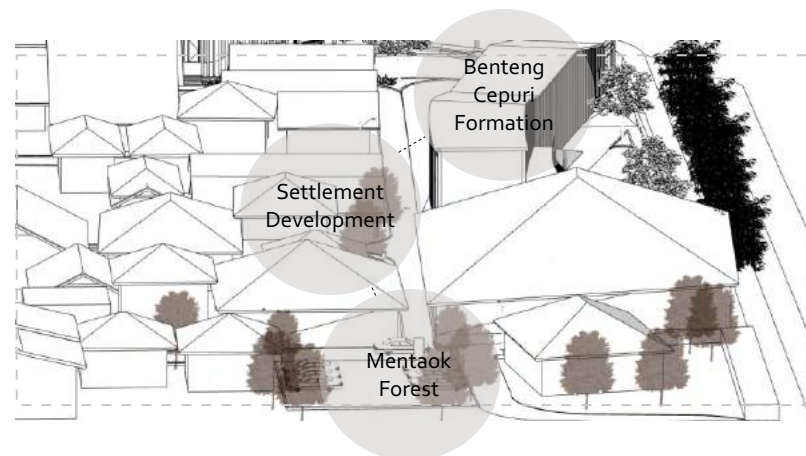 Benteng
Cepuri
Formation
Settlement
Development
Mentaok
Forest